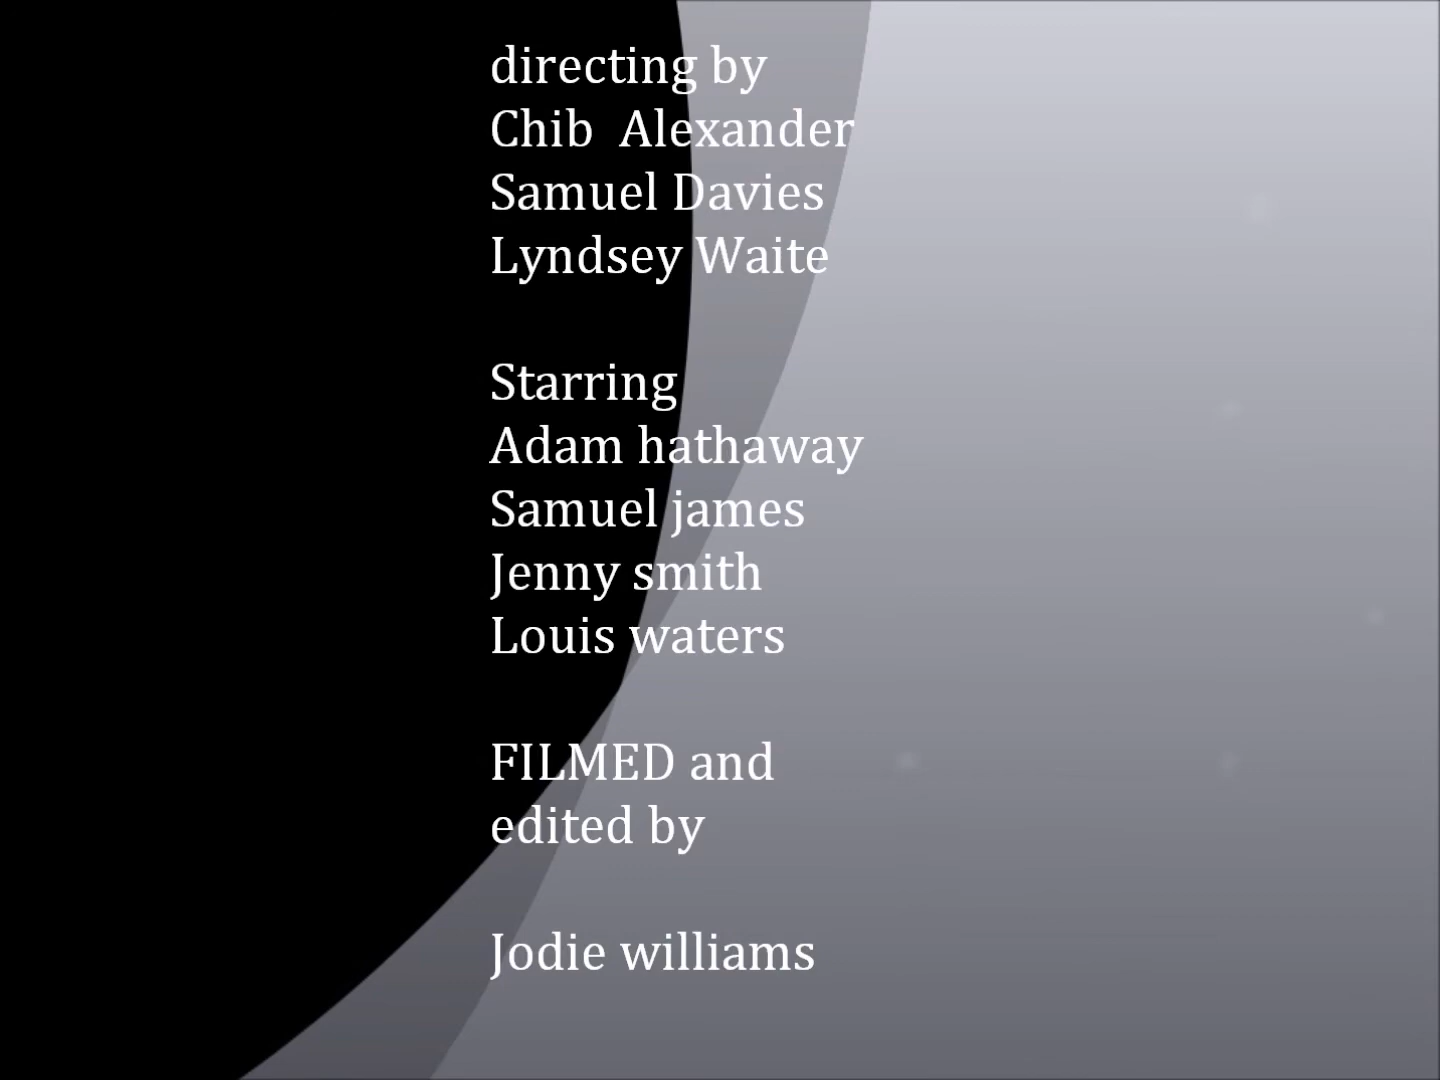 directing by
Chib  Alexander
Samuel Davies
Lyndsey Waite
Starring
Adam hathaway
Samuel james
Jenny smith
Louis waters
FILMED and
edited by
Jodie williams